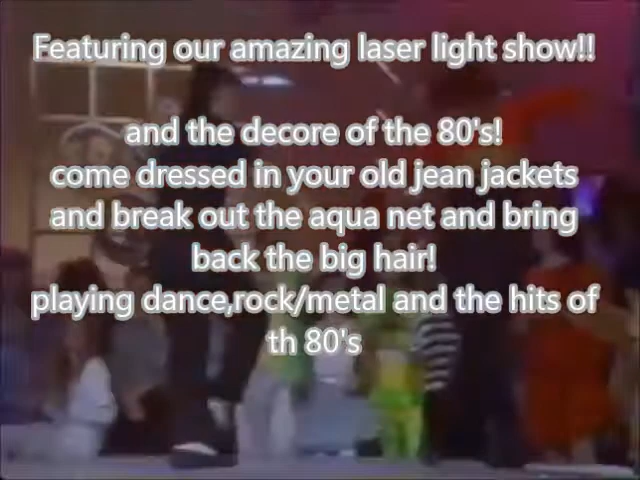 Featuring our amazing laser light show!!
and the decore of the 80's!
come dressed in your old jean jackets
and break out the aqua net and bring
back the big hair!
playing dance,rock/metal and the hits of
th 80's